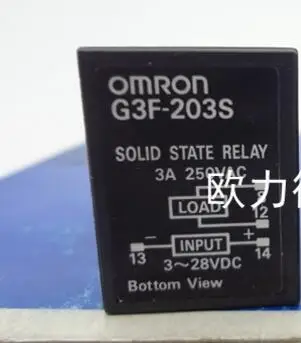 OMRON
G3F-203S
SOLID STATE RELAY
3A 250VAC
欧力
LOAD
12
− INPUT +
13 14
3～28VDC
Bottom View